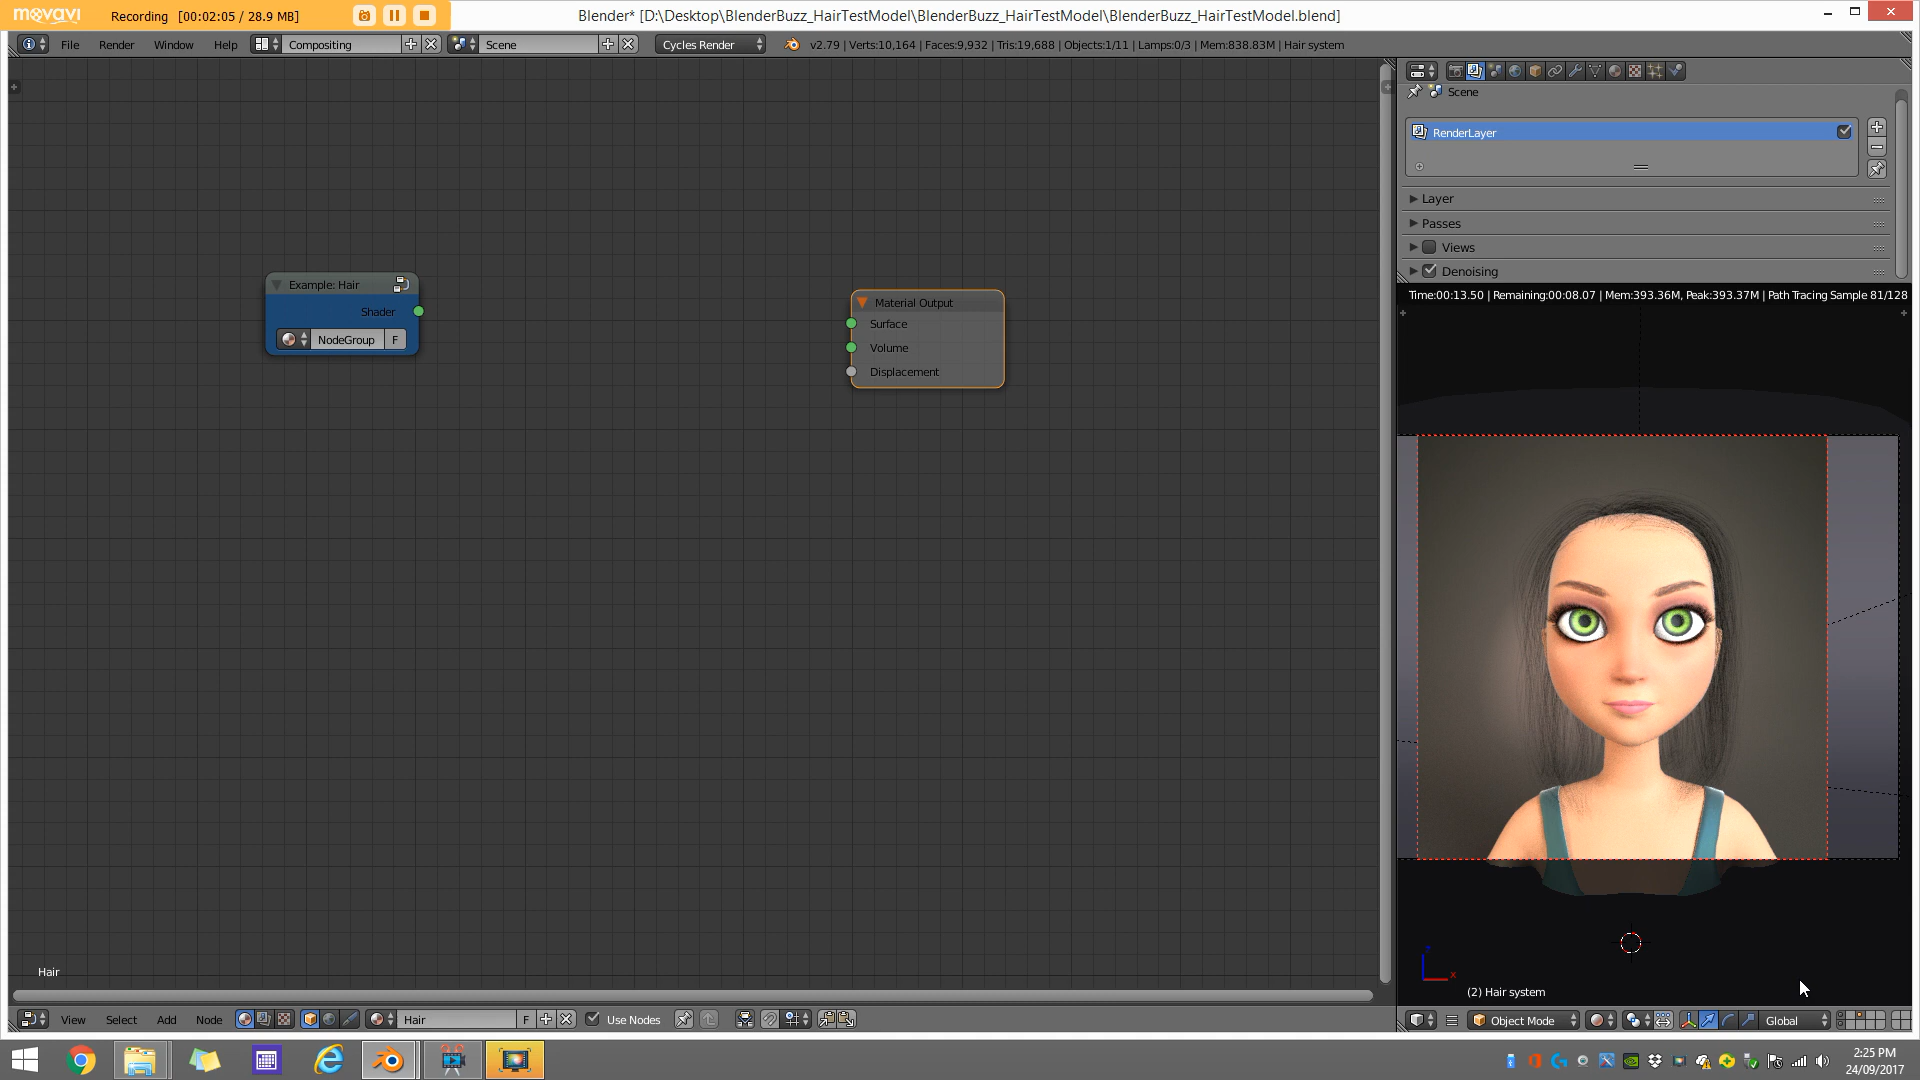 movavi Recording [00:02:05 / 28.9 MB]
Blender* [D:\Desktop\BlenderBuzz_HairTestModel\BlenderBuzz_HairTestModel\BlenderBuzz_HairTestModel.blend]
File Render Window Help Compositing Scene Cycles Render v2.79 | Verts:10,164 | Faces:9,932 | Tris:19,688 | Objects:1/11 | Lamps:0/3 | Mem:838.83M | Hair system
Scene
RenderLayer
Layer
Passes
Views
Denoising
Time:00:13.50 | Remaining:00:08.07 | Mem:393.36M, Peak:393.37M | Path Tracing Sample 81/128
Example: Hair
Shader
NodeGroup F
Material Output
Surface
Volume
Displacement
Hair
x
(2) Hair system
View Select Add Node Hair F Use Nodes
Object Mode Global
2:25 PM
24/09/2017